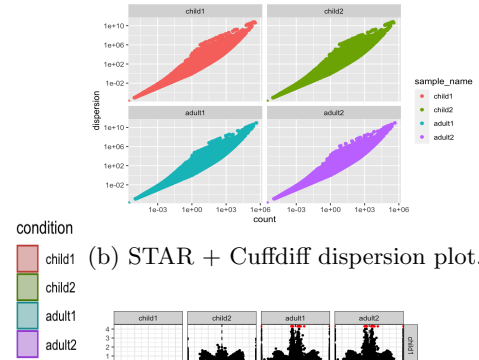 child1 child2
1e+10
1e+06
1e+02
1e-02
dispersion
adult1 adult2
1e+10
1e+06
1e+02
1e-02
1e-03 1e+00 1e+03 1e+06 1e-03 1e+00 1e+03 1e+06
count
sample_name
child1
child2
adult1
adult2
(b) STAR + Cuffdiff dispersion plot.
condition
child1
child2
adult1
adult2
child1 child2 adult1 adult2
4
3
2
1
child1